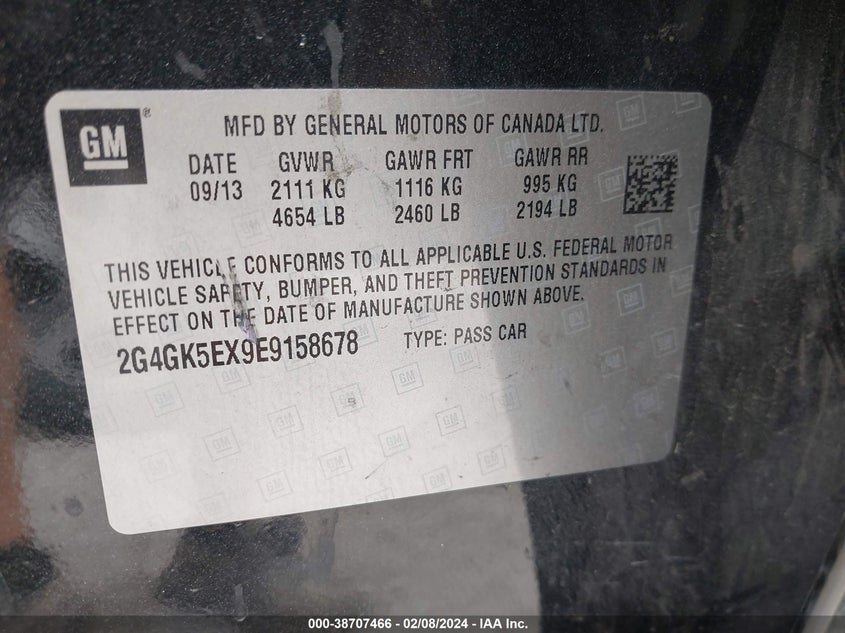 GM ®
MFD BY GENERAL MOTORS OF CANADA LTD.
DATE GVWR GAWR FRT GAWR RR
09/13 2111 KG 1116 KG 995 KG
4654 LB 2460 LB 2194 LB
THIS VEHICLE CONFORMS TO ALL APPLICABLE U.S. FEDERAL MOTOR
VEHICLE SAFETY, BUMPER, AND THEFT PREVENTION STANDARDS IN
EFFECT ON THE DATE OF MANUFACTURE SHOWN ABOVE.
2G4GK5EX9E9158678 TYPE: PASS CAR
000-38707466 - 02/08/2024 - IAA Inc.